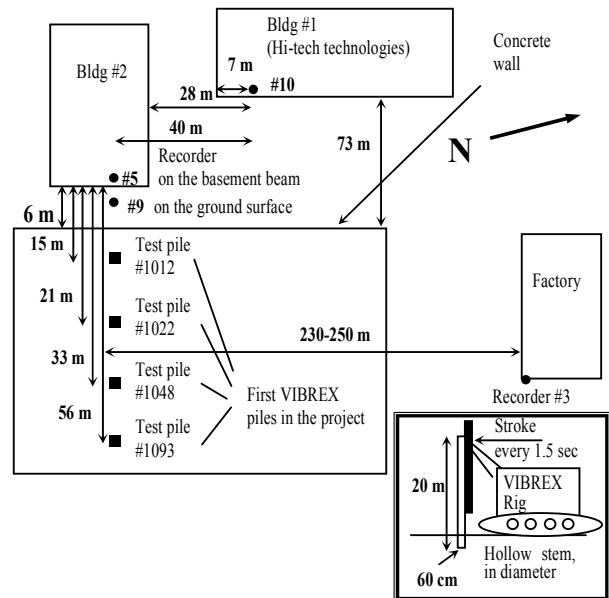 Bldg #1
(Hi-tech technologies)
7 m
#10
Bldg #2
28 m
40 m
Recorder
#5 on the basement beam
#9 on the ground surface
Concrete
wall
73 m
N
6 m
15 m
21 m
33 m
56 m
Test pile
#1012
Test pile
#1022
Test pile
#1048
Test pile
#1093
230-250 m
First VIBREX
piles in the project
Factory
Recorder #3
Stroke
every 1.5 sec
20 m
VIBREX
Rig
Hollow stem,
in diameter
60 cm